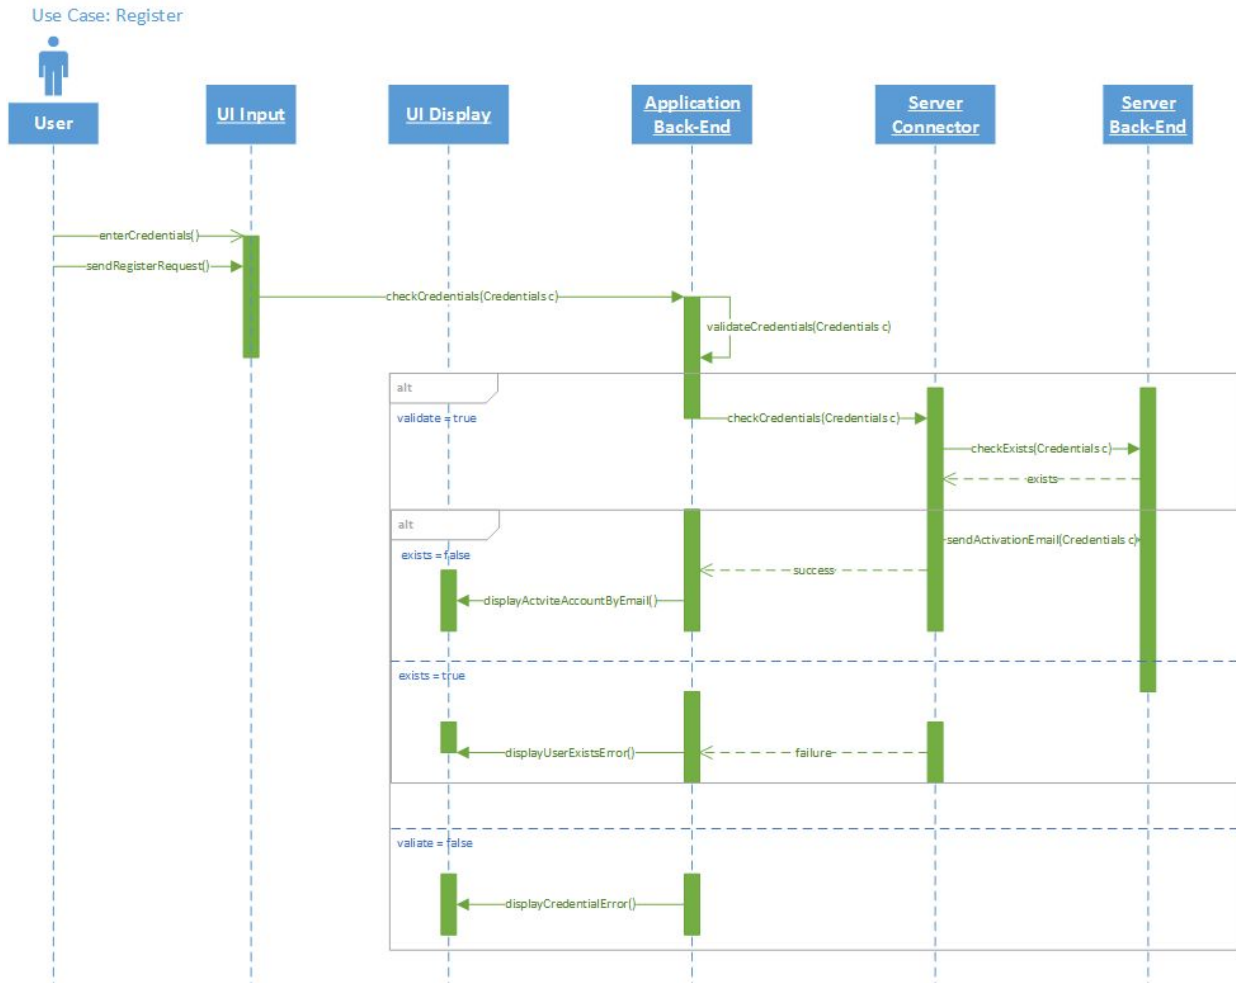 Use Case: Register
User
UI Input
UI Display
Application
Back-End
Server
Connector
Server
Back-End
enterCredentials()
sendRegisterRequest()
checkCredentials(Credentials c)
validateCredentials(Credentials c)
alt
validate = true
checkCredentials(Credentials c)
checkExists(Credentials c)
exists
alt
sendActivationEmail(Credentials c)
exists = false
success
displayActviteAccountByEmail()
exists = true
displayUserExistsError()
failure
valiate = false
displayCredentialError()